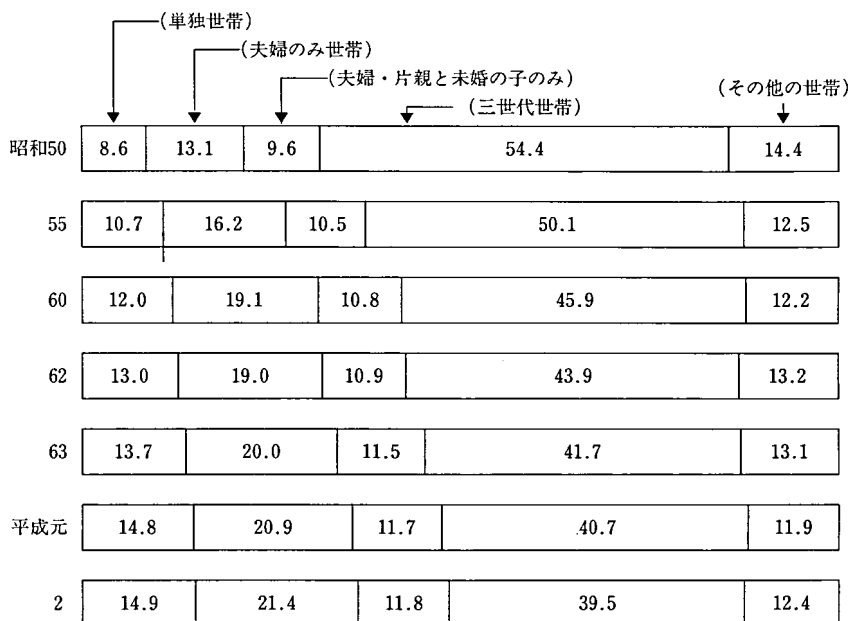 (単独世帯)
(夫婦のみ世帯)
(夫婦・片親と未婚の子のみ)
(三世代世帯)
(その他の世帯)
昭和50 8.6 13.1 9.6 54.4 14.4
55 10.7 16.2 10.5 50.1 12.5
60 12.0 19.1 10.8 45.9 12.2
62 13.0 19.0 10.9 43.9 13.2
63 13.7 20.0 11.5 41.7 13.1
平成元 14.8 20.9 11.7 40.7 11.9
2 14.9 21.4 11.8 39.5 12.4